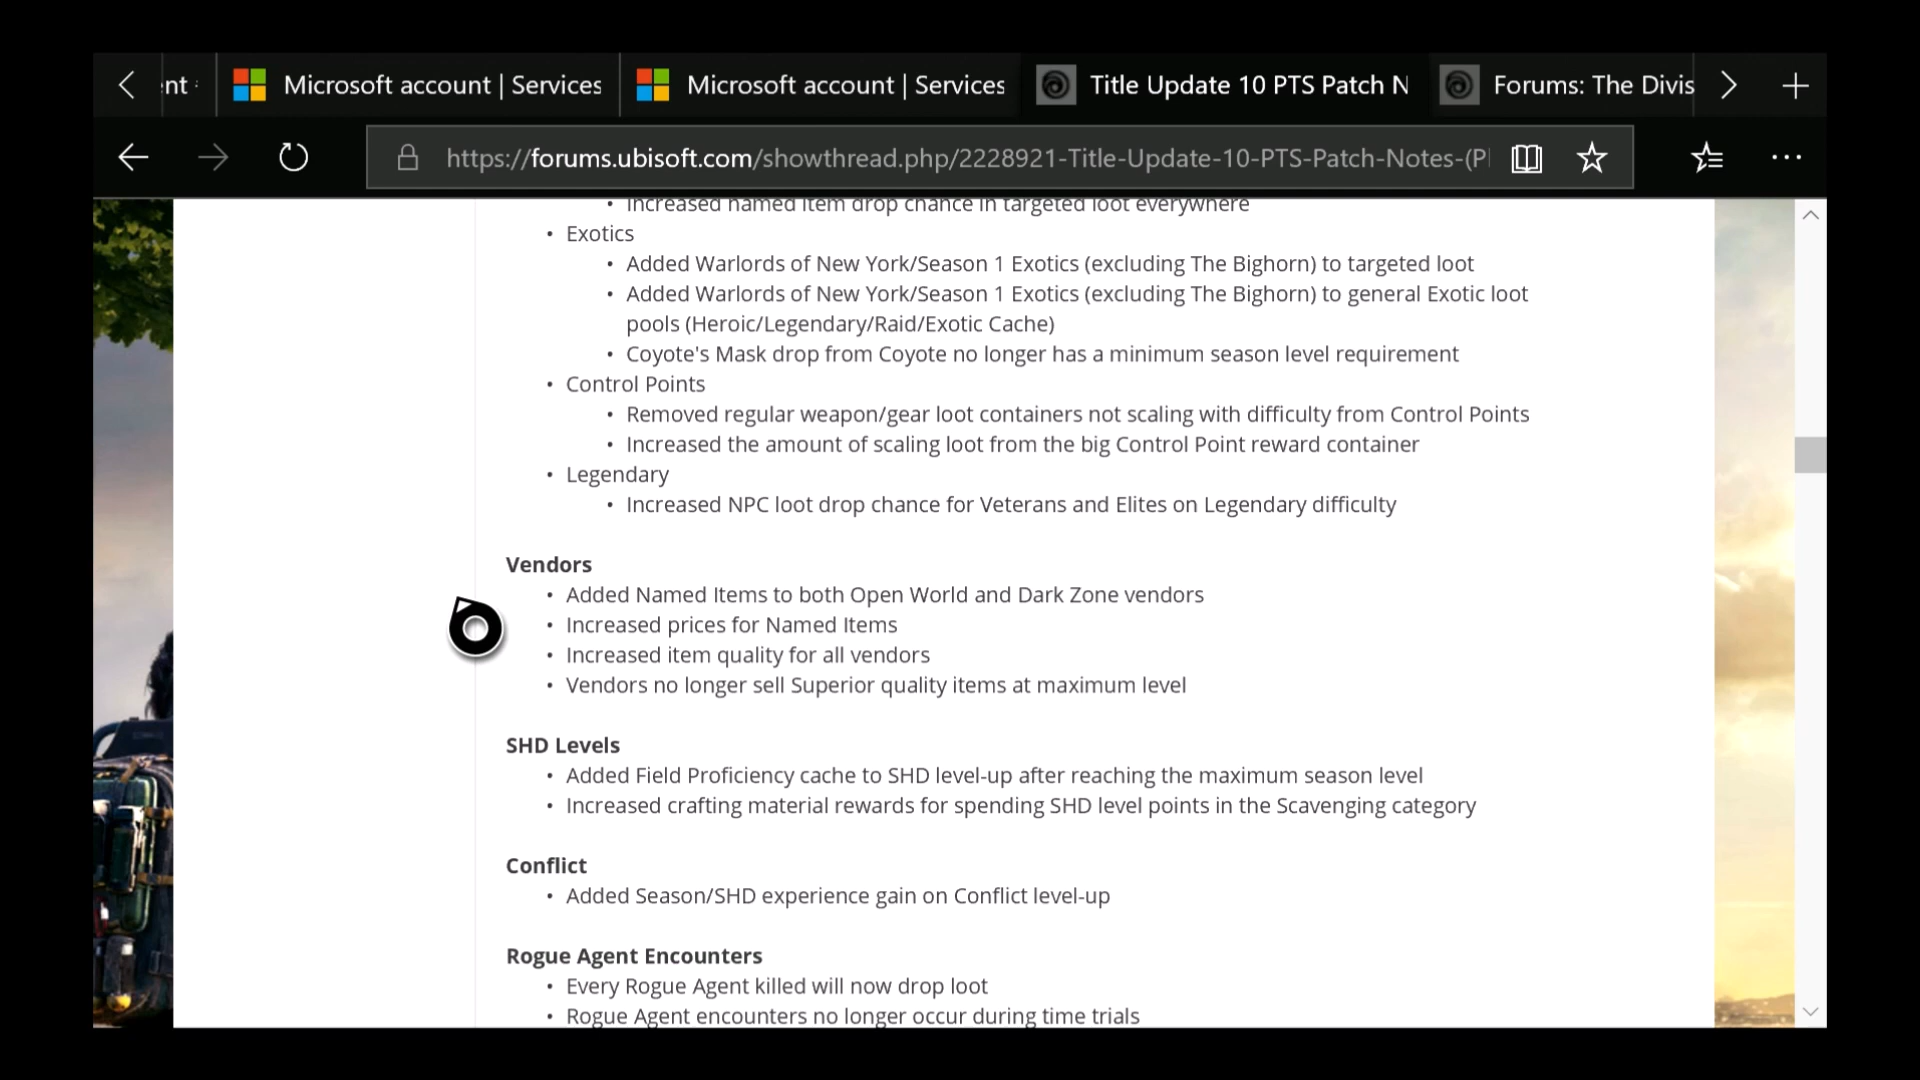 nt
Microsoft account | Services
Microsoft account | Services
Title Update 10 PTS Patch N
Forums: The Divis
https://forums.ubisoft.com/showthread.php/2228921-Title-Update-10-PTS-Patch-Notes-(P
• Increased named item drop chance in targeted loot everywhere
• Exotics
• Added Warlords of New York/Season 1 Exotics (excluding The Bighorn) to targeted loot
• Added Warlords of New York/Season 1 Exotics (excluding The Bighorn) to general Exotic loot
pools (Heroic/Legendary/Raid/Exotic Cache)
• Coyote's Mask drop from Coyote no longer has a minimum season level requirement
• Control Points
• Removed regular weapon/gear loot containers not scaling with difficulty from Control Points
• Increased the amount of scaling loot from the big Control Point reward container
• Legendary
• Increased NPC loot drop chance for Veterans and Elites on Legendary difficulty
Vendors
• Added Named Items to both Open World and Dark Zone vendors
• Increased prices for Named Items
• Increased item quality for all vendors
• Vendors no longer sell Superior quality items at maximum level
SHD Levels
• Added Field Proficiency cache to SHD level-up after reaching the maximum season level
• Increased crafting material rewards for spending SHD level points in the Scavenging category
Conflict
• Added Season/SHD experience gain on Conflict level-up
Rogue Agent Encounters
• Every Rogue Agent killed will now drop loot
• Rogue Agent encounters no longer occur during time trials